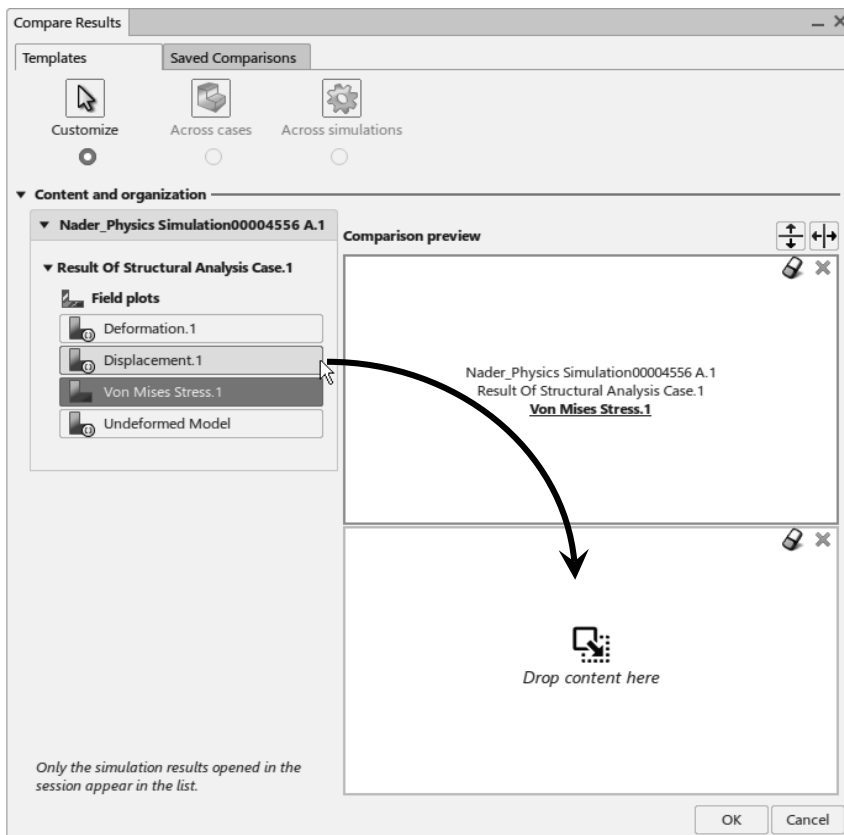 Compare Results
Templates
Saved Comparisons
Customize
Across cases
Across simulations
Content and organization
Nader_Physics Simulation00004556 A.1
Result Of Structural Analysis Case.1
Field plots
Deformation.1
Displacement.1
Von Mises Stress.1
Undeformed Model
Only the simulation results opened in the
session appear in the list.
Comparison preview
Nader_Physics Simulation00004556 A.1
Result Of Structural Analysis Case.1
Von Mises Stress.1
Drop content here
OK
Cancel